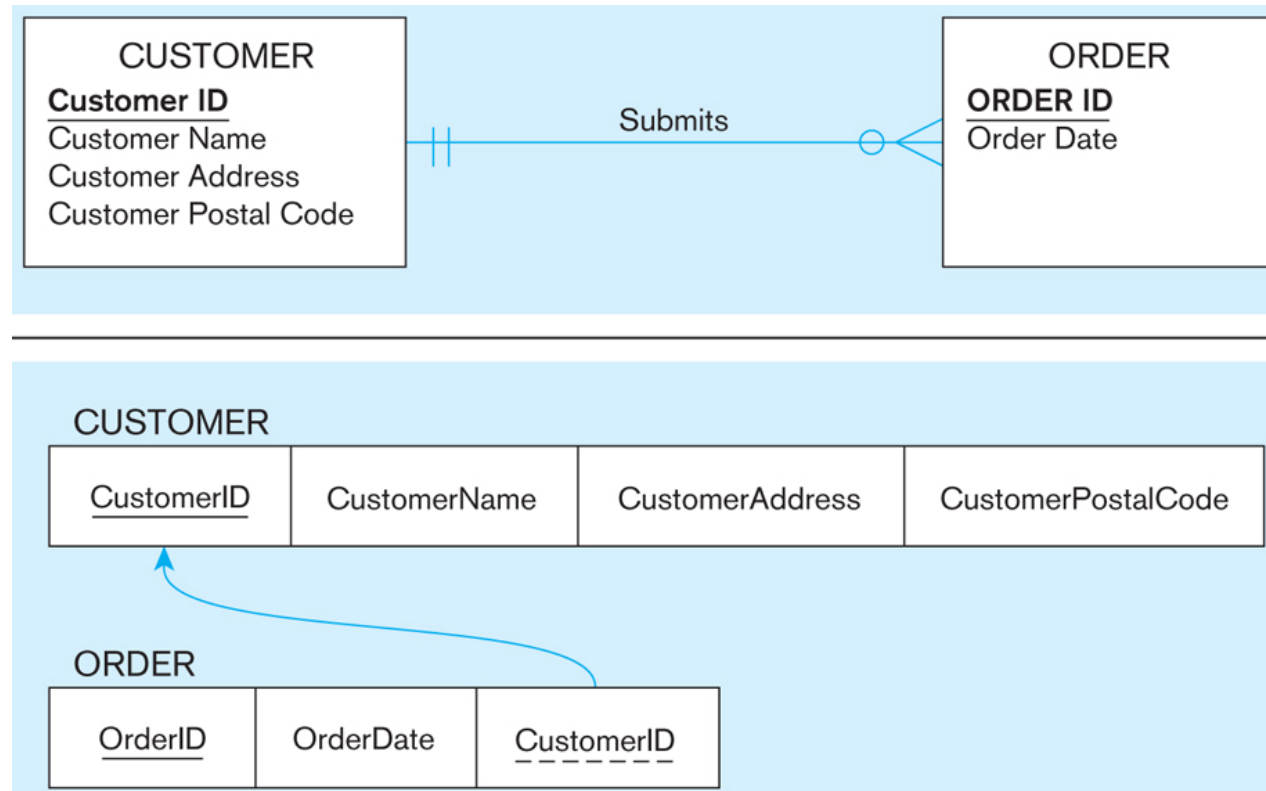 CUSTOMER
Customer ID
Customer Name
Customer Address
Customer Postal Code
Submits
ORDER
ORDER ID
Order Date
CUSTOMER
CustomerID CustomerName CustomerAddress CustomerPostalCode
ORDER
OrderID OrderDate CustomerID